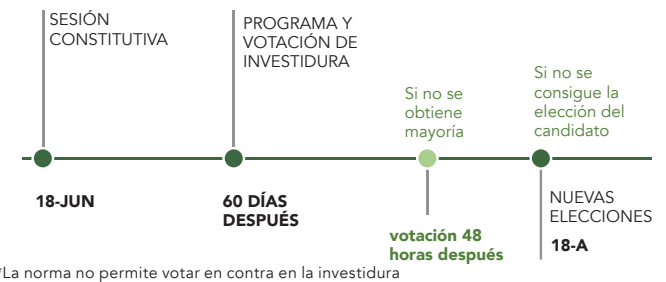 SESIÓN
CONSTITUTIVA
PROGRAMA Y
VOTACIÓN DE
INVESTIDURA
Si no se
obtiene
mayoría
Si no se
consigue la
elección del
candidato
18-JUN
60 DÍAS
DESPUÉS
votación 48
horas después
NUEVAS
ELECCIONES
18-A
*La norma no permite votar en contra en la investidura